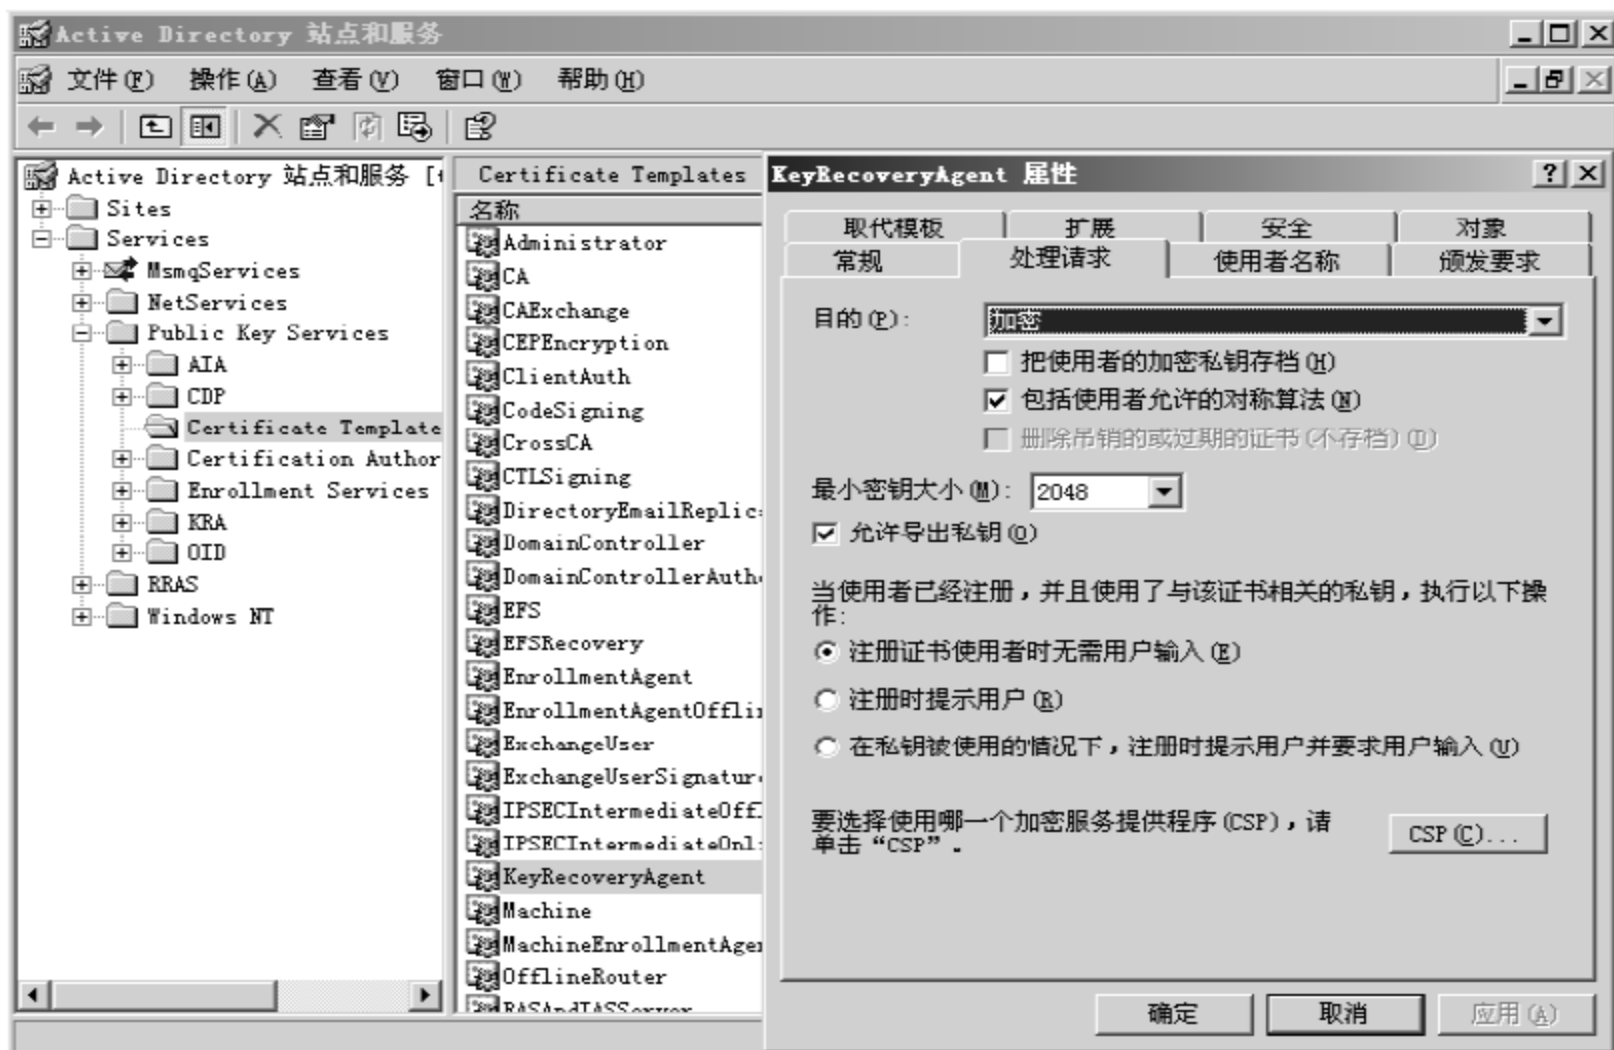 Active Directory 站点和服务
文件(F) 操作(A) 查看(V) 窗口(W) 帮助(H)
Active Directory 站点和服务
Sites
Services
MsmqServices
NetServices
Public Key Services
AIA
CDP
Certificate Template
Certification Author
Enrollment Services
KRA
OID
RRAS
Windows NT
Certificate Templates
名称
Administrator
CA
CAExchange
CEPEncryption
ClientAuth
CodeSigning
CrossCA
CTLSigning
DirectoryEmailReplic
DomainController
DomainControllerAuth
EFS
EFSRecovery
EnrollmentAgent
EnrollmentAgentOfflin
ExchangeUser
ExchangeUserSignatur
IPSECIntermediateOff
IPSECIntermediateOnl
KeyRecoveryAgent
Machine
MachineEnrollmentAge
OfflineRouter
RASAndIASServer
KeyRecoveryAgent 属性
取代模板 扩展 安全 对象
常规 处理请求 使用者名称 颁发要求
目的(P): 加密
把使用者的加密私钥存档(H)
包括使用者允许的对称算法(N)
删除吊销的或过期的证书(不存档)(D)
最小密钥大小(M): 2048
允许导出私钥(O)
当使用者已经注册，并且使用了与该证书相关的私钥，执行以下操
作:
注册证书使用者时无需用户输入(E)
注册时提示用户(R)
在私钥被使用的情况下，注册时提示用户并要求用户输入(U)
要选择使用哪一个加密服务提供程序(CSP)，请
单击“CSP”。
CSP(C)...
确定 取消 应用(A)